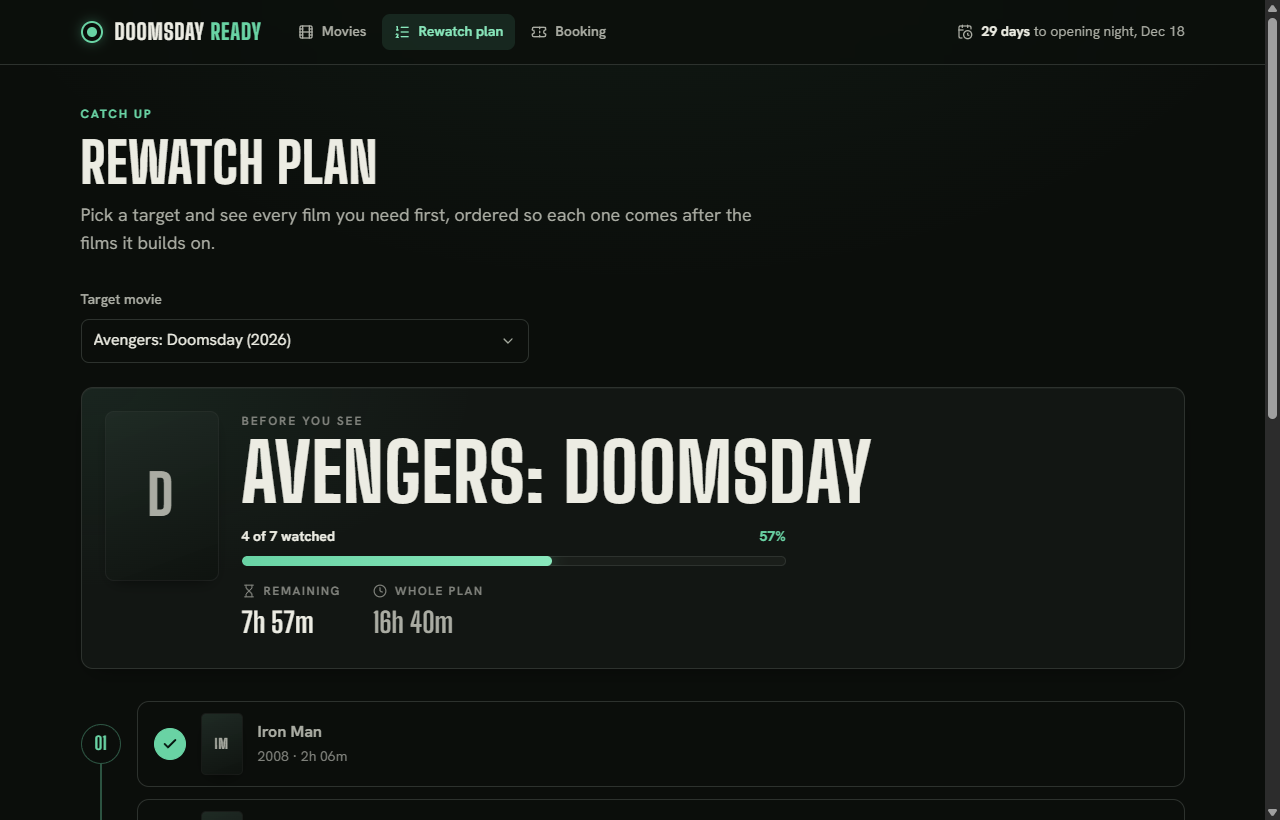 DOOMSDAY READY
Movies
Rewatch plan
Booking
29 days to opening night, Dec 18
CATCH UP
REWATCH PLAN
Pick a target and see every film you need first, ordered so each one comes after the
films it builds on.
Target movie
Avengers: Doomsday (2026)
D
BEFORE YOU SEE
AVENGERS: DOOMSDAY
4 of 7 watched
57%
REMAINING
WHOLE PLAN
7h 57m
16h 40m
01
IM
Iron Man
2008 · 2h 06m